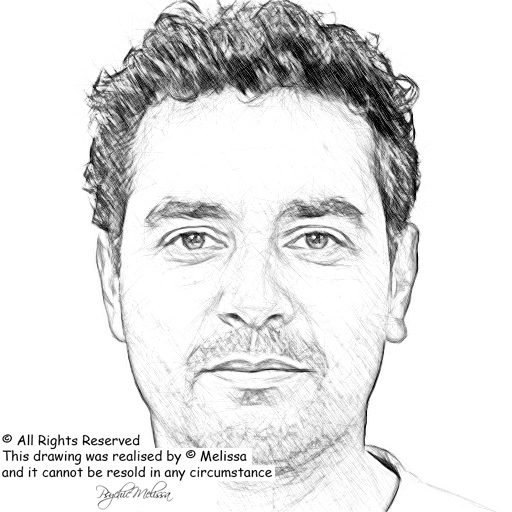 © All Rights Reserved
This drawing was realised by © Melissa
and it cannot be resold in any circumstance
Psychic Melissa